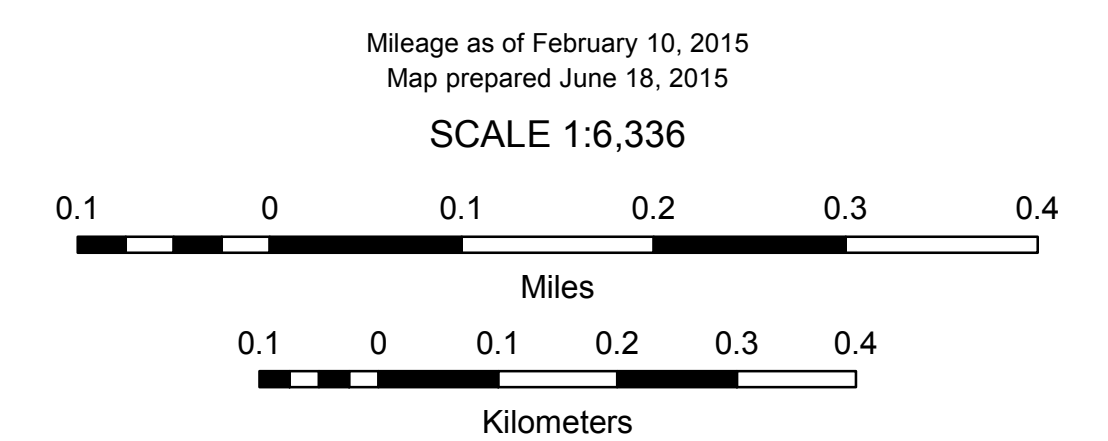 Mileage as of February 10, 2015
Map prepared June 18, 2015
SCALE 1:6,336
0.1 0 0.1 0.2 0.3 0.4
Miles
0.1 0 0.1 0.2 0.3 0.4
Kilometers